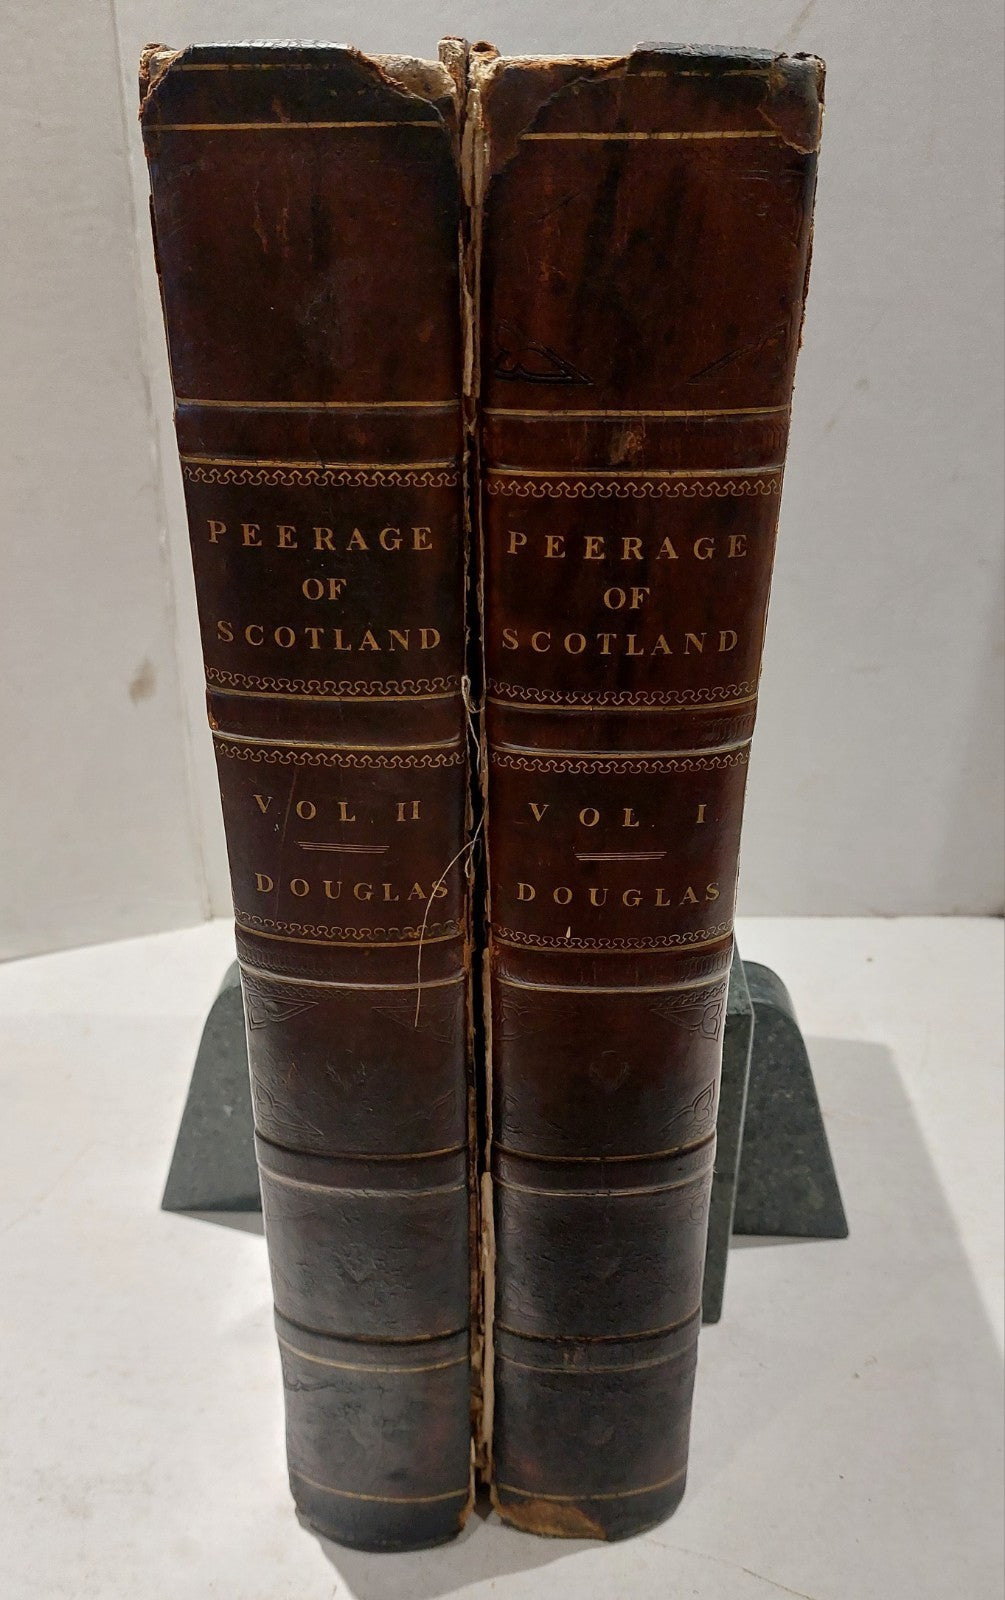 PEERAGE
OF
SCOTLAND
VOL. II
DOUGLAS
PEERAGE
OF
SCOTLAND
VOL. I.
DOUGLAS